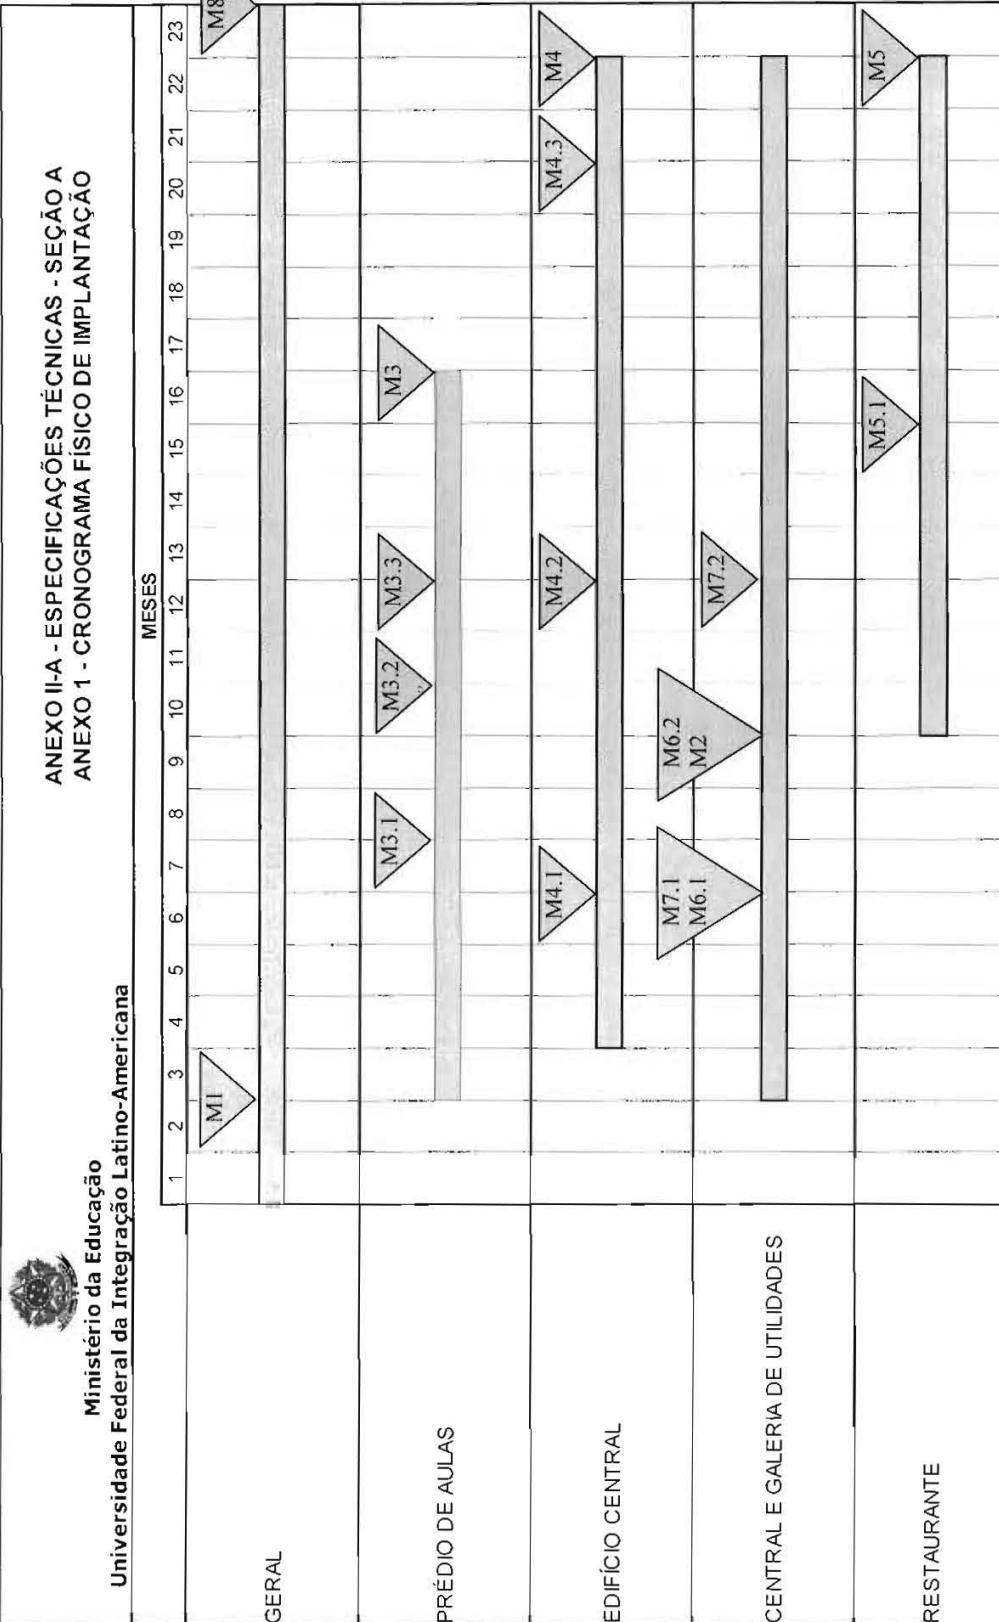 Ministério da Educação
Universidade Federal da Integração Latino-Americana
ANEXO II-A - ESPECIFICAÇÕES TÉCNICAS - SEÇÃO A
ANEXO 1 - CRONOGRAMA FÍSICO DE IMPLANTAÇÃO
MESES
1 2 3 4 5 6 7 8 9 10 11 12 13 14 15 16 17 18 19 20 21 22 23
GERAL
M1
M8
PRÉDIO DE AULAS
M3.1
M3.2
M3.3
M3
EDIFÍCIO CENTRAL
M4.1
M4.2
M4.3
M4
CENTRAL E GALERIA DE UTILIDADES
M7.1
M6.1
M6.2
M2
M7.2
RESTAURANTE
M5.1
M5